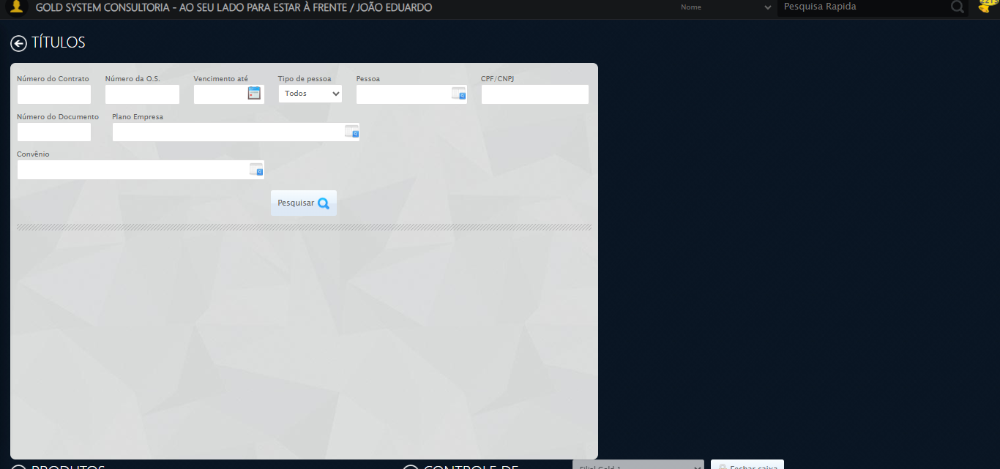 GOLD SYSTEM CONSULTORIA - AO SEU LADO PARA ESTAR À FRENTE / JOÃO EDUARDO
Nome
Pesquisa Rapida
2213
TÍTULOS
Número do Contrato Número da O.S. Vencimento até Tipo de pessoa Pessoa CPF/CNPJ
Todos
Número do Documento Plano Empresa
Convênio
Pesquisar
PRODUTOS CONTROLE DE Filial Gold 1 Fechar caixa